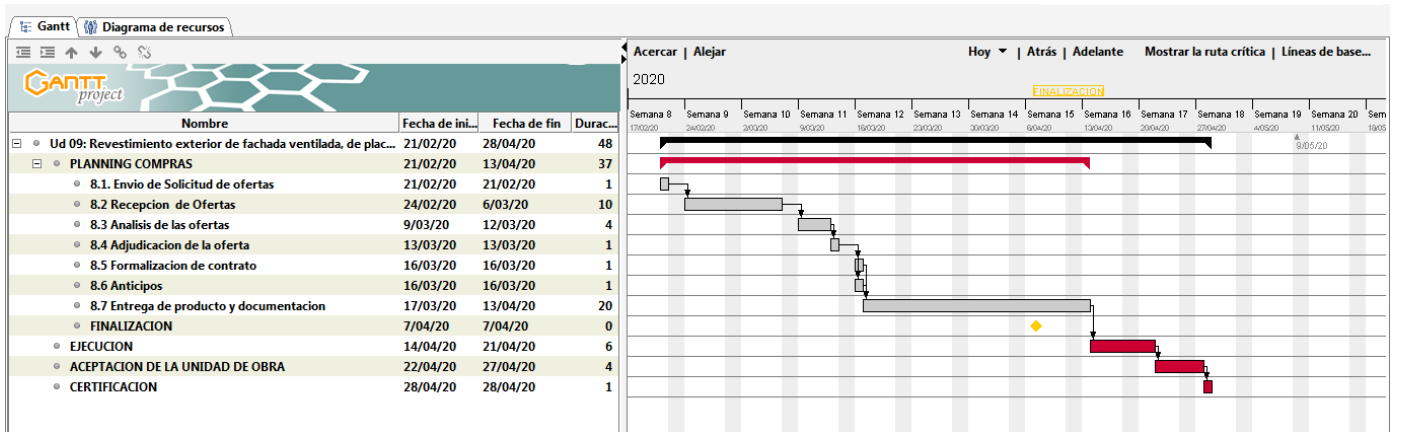 Gantt Diagrama de recursos
Acercar | Alejar Hoy | Atrás | Adelante Mostrar la ruta crítica | Líneas de base...
GANTT project
2020
FINALIZACION
Semana 8 Semana 9 Semana 10 Semana 11 Semana 12 Semana 13 Semana 14 Semana 15 Semana 16 Semana 17 Semana 18 Semana 19 Semana 20 Sem
17/02/20 24/02/20 2/03/20 9/03/20 16/03/20 23/03/20 30/03/20 6/04/20 13/04/20 20/04/20 27/04/20 4/05/20 11/05/20 18/05
Nombre Fecha de ini... Fecha de fin Durac...
Ud 09: Revestimiento exterior de fachada ventilada, de plac... 21/02/20 28/04/20 48
9/05/20
PLANNING COMPRAS 21/02/20 13/04/20 37
8.1. Envio de Solicitud de ofertas 21/02/20 21/02/20 1
8.2 Recepcion de Ofertas 24/02/20 6/03/20 10
8.3 Analisis de las ofertas 9/03/20 12/03/20 4
8.4 Adjudicacion de la oferta 13/03/20 13/03/20 1
8.5 Formalizacion de contrato 16/03/20 16/03/20 1
8.6 Anticipos 16/03/20 16/03/20 1
8.7 Entrega de producto y documentacion 17/03/20 13/04/20 20
FINALIZACION 7/04/20 7/04/20 0
EJECUCION 14/04/20 21/04/20 6
ACEPTACION DE LA UNIDAD DE OBRA 22/04/20 27/04/20 4
CERTIFICACION 28/04/20 28/04/20 1